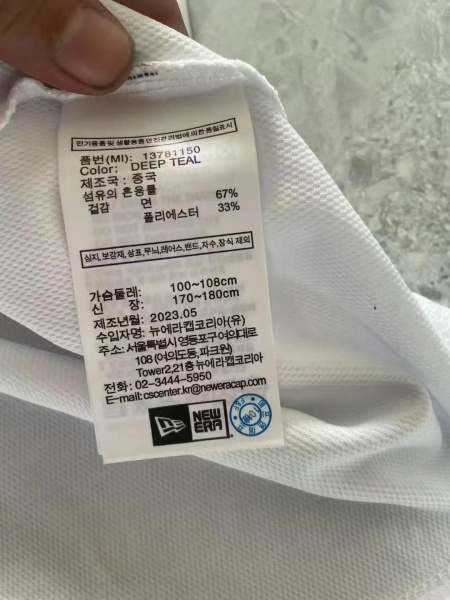 전기용품 및 생활용품 안전관리법에 의한 품질표시
품번(MI): 13781150
Color: DEEP TEAL
제조국 : 중국
섬유의 혼용률
겉감 면 67%
폴리에스터 33%
심지,보강재,상표,무늬,레이스,밴드,자수,장식 제외
가슴둘레: 100~108cm
신 장: 170~180cm
제조년월: 2023.05
수입자명: 뉴에라캡코리아(유)
주소: 서울특별시 영등포구 여의대로
108 (여의도동, 파크원)
Tower2,21층 뉴에라캡코리아
전화: 02-3444-5950
E-mail:cscenter.kr@neweracap.com
NEW
ERA